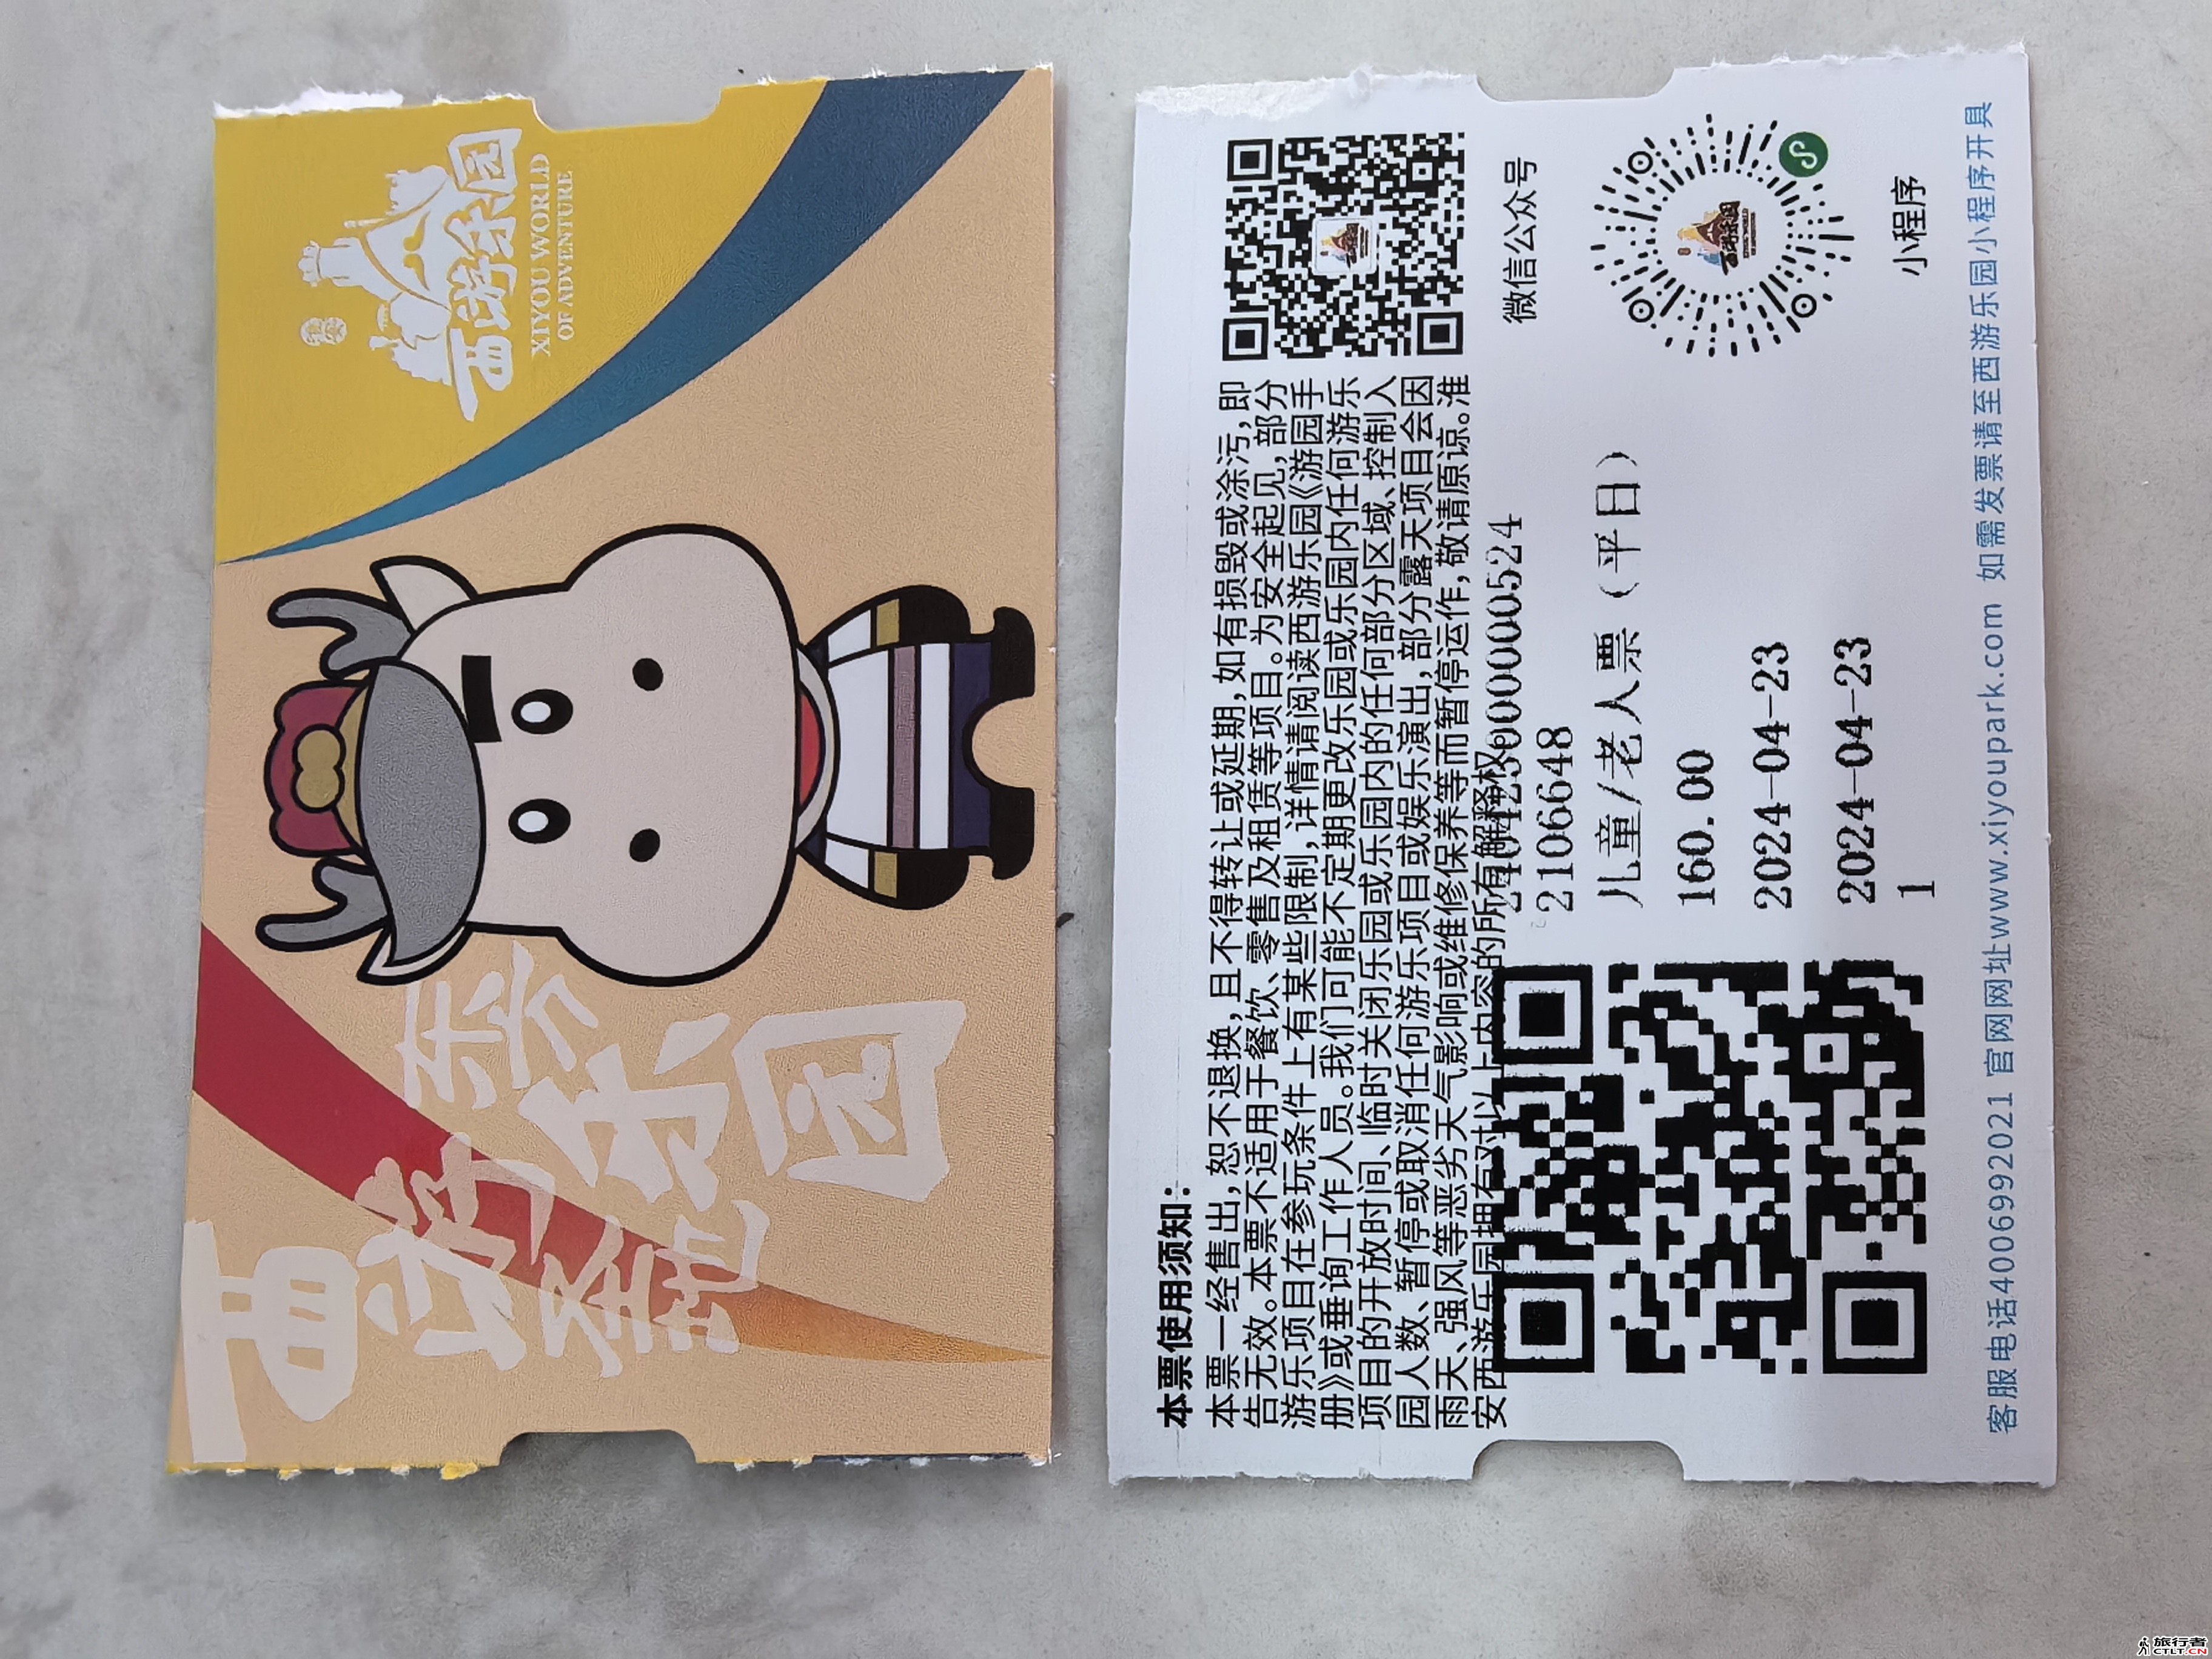 西游乐园
XIYOU WORLD
OF ADVENTURE
西游乐园
本票使用须知：
本票一经售出，恕不退换，且不得转让或延期，如有损毁或涂污，即
告无效。本票不适用于餐饮、零售及租赁等项目。为安全起见，部分
游乐项目在参玩条件上有某些限制，详情请阅读西游乐园《游园手
册》或垂询工作人员。我们可能不定期更改乐园或乐园内任何游乐
项目的开放时间、临时关闭乐园或乐园内的任何部分区域、控制入
园人数、暂停或取消任何游乐项目或娱乐演出，部分露天项目会因
雨天、强风等恶劣天气影响或维修保养等而暂停运作，敬请原谅。淮
安西游乐园拥有对以上内容的所有解释权
2106648
儿童/老人票（平日）
160.00
2024-04-23
2024-04-23
1
微信公众号
小程序
客服电话4006992021 官网网址www.xiyoupark.com 如需发票请至西游乐园小程序开具
旅行者
CTLT.CN